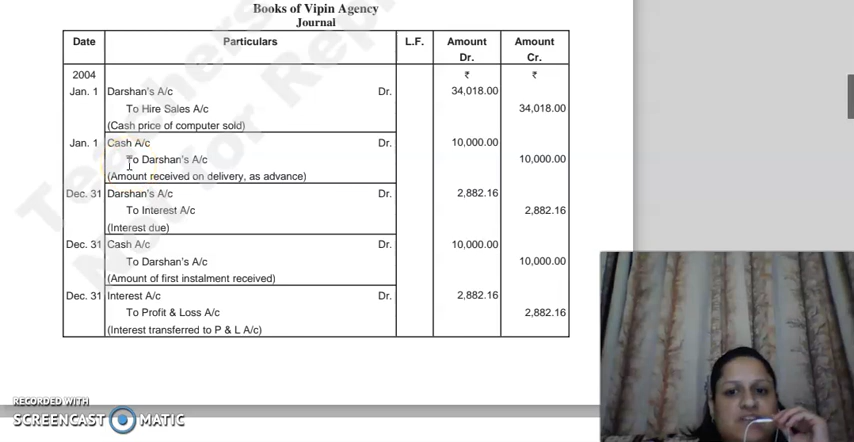 Books of Vipin Agency
Journal
Date Particulars L.F. Amount Amount
Dr. Cr.
2004 ₹ ₹
Jan. 1 Darshan's A/c Dr. 34,018.00
To Hire Sales A/c 34,018.00
(Cash price of computer sold)
Jan. 1 Cash A/c Dr. 10,000.00
To Darshan's A/c 10,000.00
(Amount received on delivery, as advance)
Dec. 31 Darshan's A/c Dr. 2,882.16
To Interest A/c 2,882.16
(Interest due)
Dec. 31 Cash A/c Dr. 10,000.00
To Darshan's A/c 10,000.00
(Amount of first instalment received)
Dec. 31 Interest A/c Dr. 2,882.16
To Profit & Loss A/c 2,882.16
(Interest transferred to P & L A/c)
RECORDED WITH
SCREENCAST MATIC